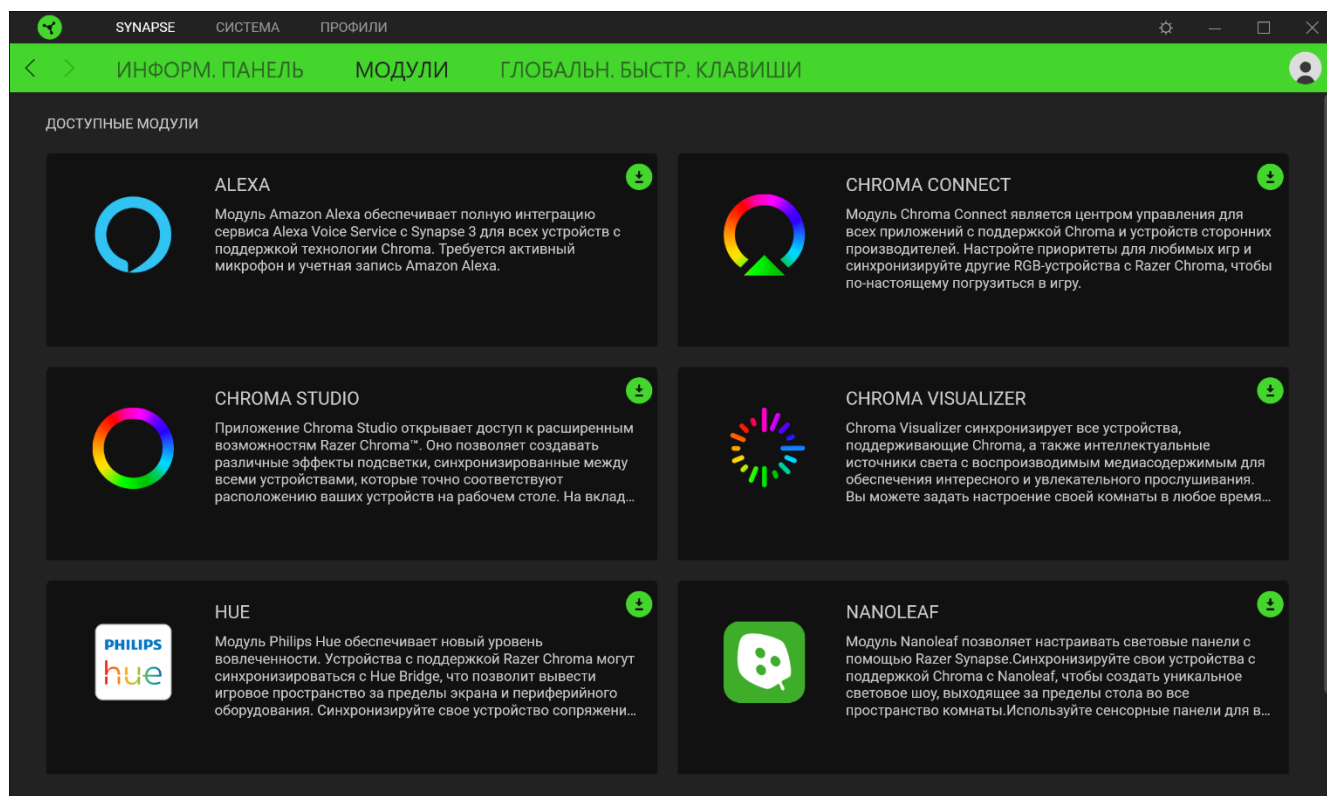 SYNAPSE СИСТЕМА ПРОФИЛИ
ИНФОРМ. ПАНЕЛЬ МОДУЛИ ГЛОБАЛЬН. БЫСТР. КЛАВИШИ
ДОСТУПНЫЕ МОДУЛИ
ALEXA
Модуль Amazon Alexa обеспечивает полную интеграцию
сервиса Alexa Voice Service с Synapse 3 для всех устройств с
поддержкой технологии Chroma. Требуется активный
микрофон и учетная запись Amazon Alexa.
CHROMA CONNECT
Модуль Chroma Connect является центром управления для
всех приложений с поддержкой Chroma и устройств сторонних
производителей. Настройте приоритеты для любимых игр и
синхронизируйте другие RGB-устройства с Razer Chroma, чтобы
по-настоящему погрузиться в игру.
CHROMA STUDIO
Приложение Chroma Studio открывает доступ к расширенным
возможностям Razer Chroma™. Оно позволяет создавать
различные эффекты подсветки, синхронизированные между
всеми устройствами, которые точно соответствуют
расположению ваших устройств на рабочем столе. На вклад...
CHROMA VISUALIZER
Chroma Visualizer синхронизирует все устройства,
поддерживающие Chroma, а также интеллектуальные
источники света с воспроизводимым медиасодержимым для
обеспечения интересного и увлекательного прослушивания.
Вы можете задать настроение своей комнаты в любое время...
PHILIPS
hue
HUE
Модуль Philips Hue обеспечивает новый уровень
вовлеченности. Устройства с поддержкой Razer Chroma могут
синхронизироваться с Hue Bridge, что позволит вывести
игровое пространство за пределы экрана и периферийного
оборудования. Синхронизируйте свое устройство сопряжени...
NANOLEAF
Модуль Nanoleaf позволяет настраивать световые панели с
помощью Razer Synapse.Синхронизируйте свои устройства с
поддержкой Chroma с Nanoleaf, чтобы создать уникальное
световое шоу, выходящее за пределы стола во все
пространство комнаты.Используйте сенсорные панели для в...